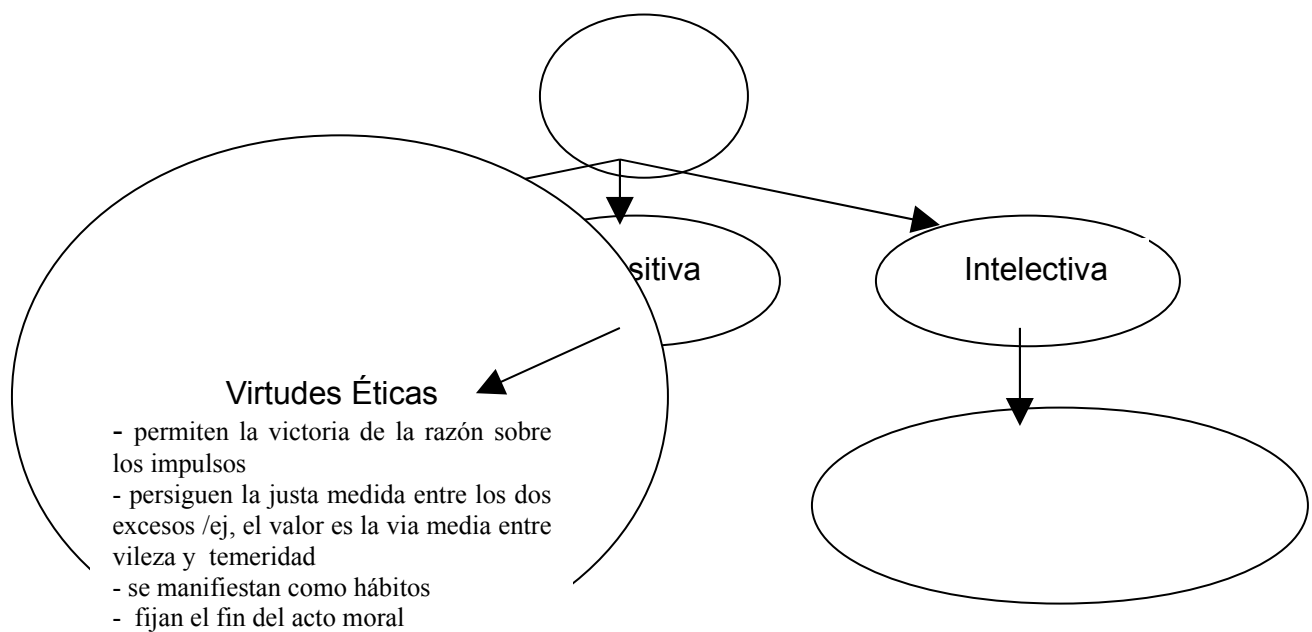 sitiva
Intelectiva
Virtudes Éticas
- permiten la victoria de la razón sobre
los impulsos
- persiguen la justa medida entre los dos
excesos /ej, el valor es la via media entre
vileza y temeridad
- se manifiestan como hábitos
- fijan el fin del acto moral